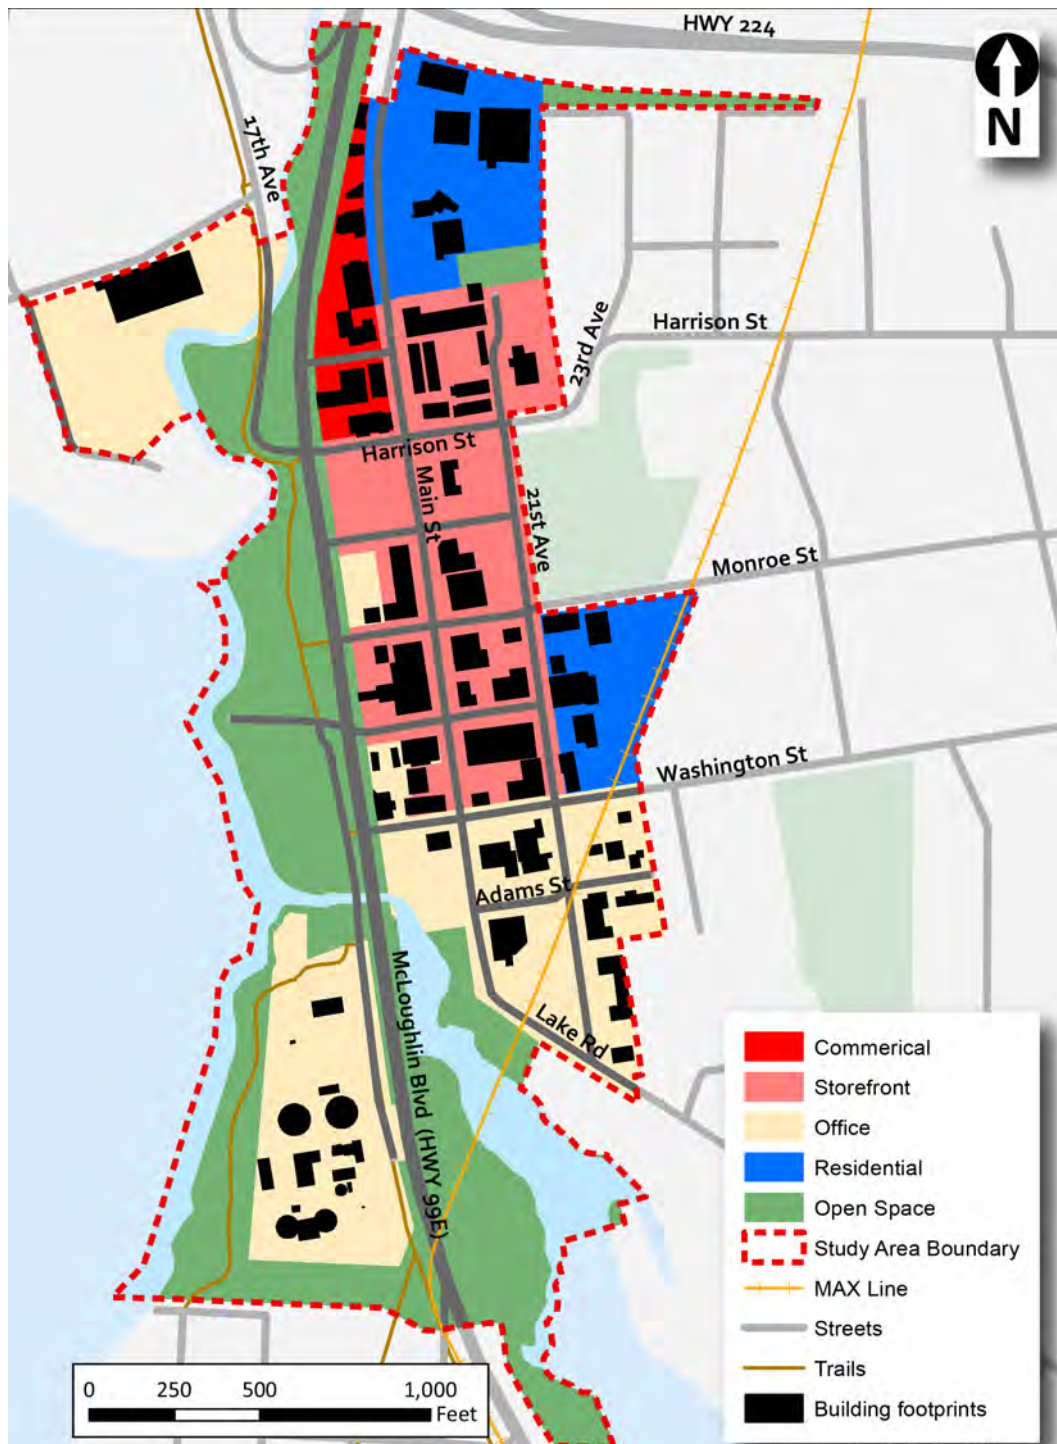 HWY 224
N
17th Ave
Harrison St
23rd Ave
Harrison St
Main St
21st Ave
Monroe St
Washington St
Adams St
Lake Rd
McLoughlin Blvd (HWY 99E)
Commerical
Storefront
Office
Residential
Open Space
Study Area Boundary
MAX Line
Streets
Trails
Building footprints
0 250 500 1,000
Feet